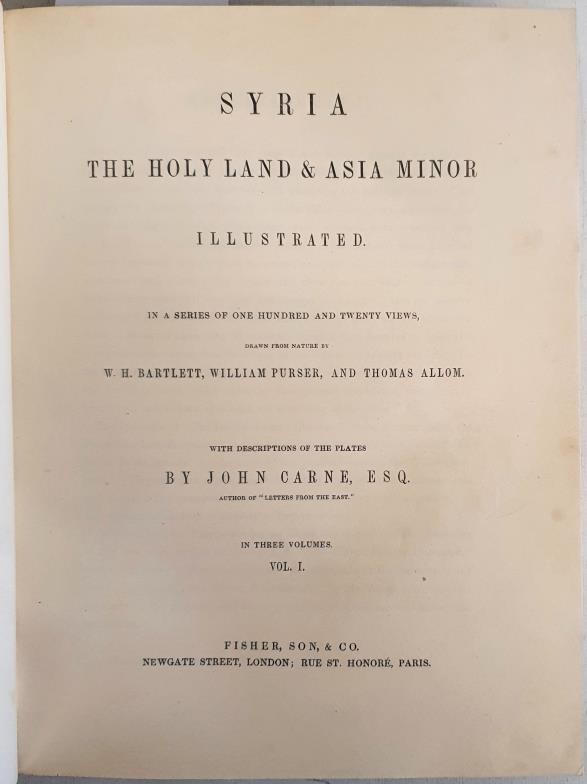 SYRIA
THE HOLY LAND & ASIA MINOR
ILLUSTRATED.
IN A SERIES OF ONE HUNDRED AND TWENTY VIEWS,
DRAWN FROM NATURE BY
W. H. BARTLETT, WILLIAM PURSER, AND THOMAS ALLOM.
WITH DESCRIPTIONS OF THE PLATES
BY JOHN CARNE, ESQ.
AUTHOR OF "LETTERS FROM THE EAST."
IN THREE VOLUMES.
VOL. I.
FISHER, SON, & CO.
NEWGATE STREET, LONDON; RUE ST. HONORÉ, PARIS.